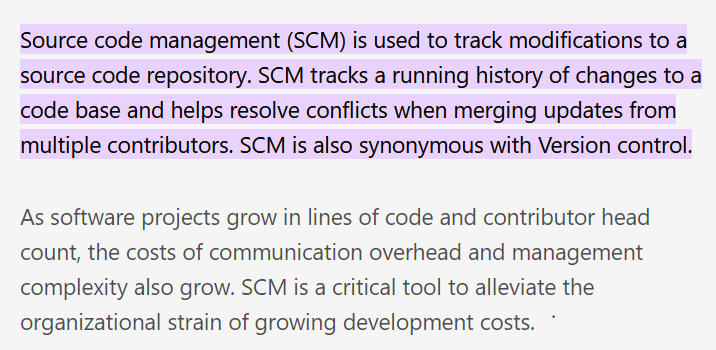 Source code management (SCM) is used to track modifications to a
source code repository. SCM tracks a running history of changes to a
code base and helps resolve conflicts when merging updates from
multiple contributors. SCM is also synonymous with Version control.
As software projects grow in lines of code and contributor head
count, the costs of communication overhead and management
complexity also grow. SCM is a critical tool to alleviate the
organizational strain of growing development costs.